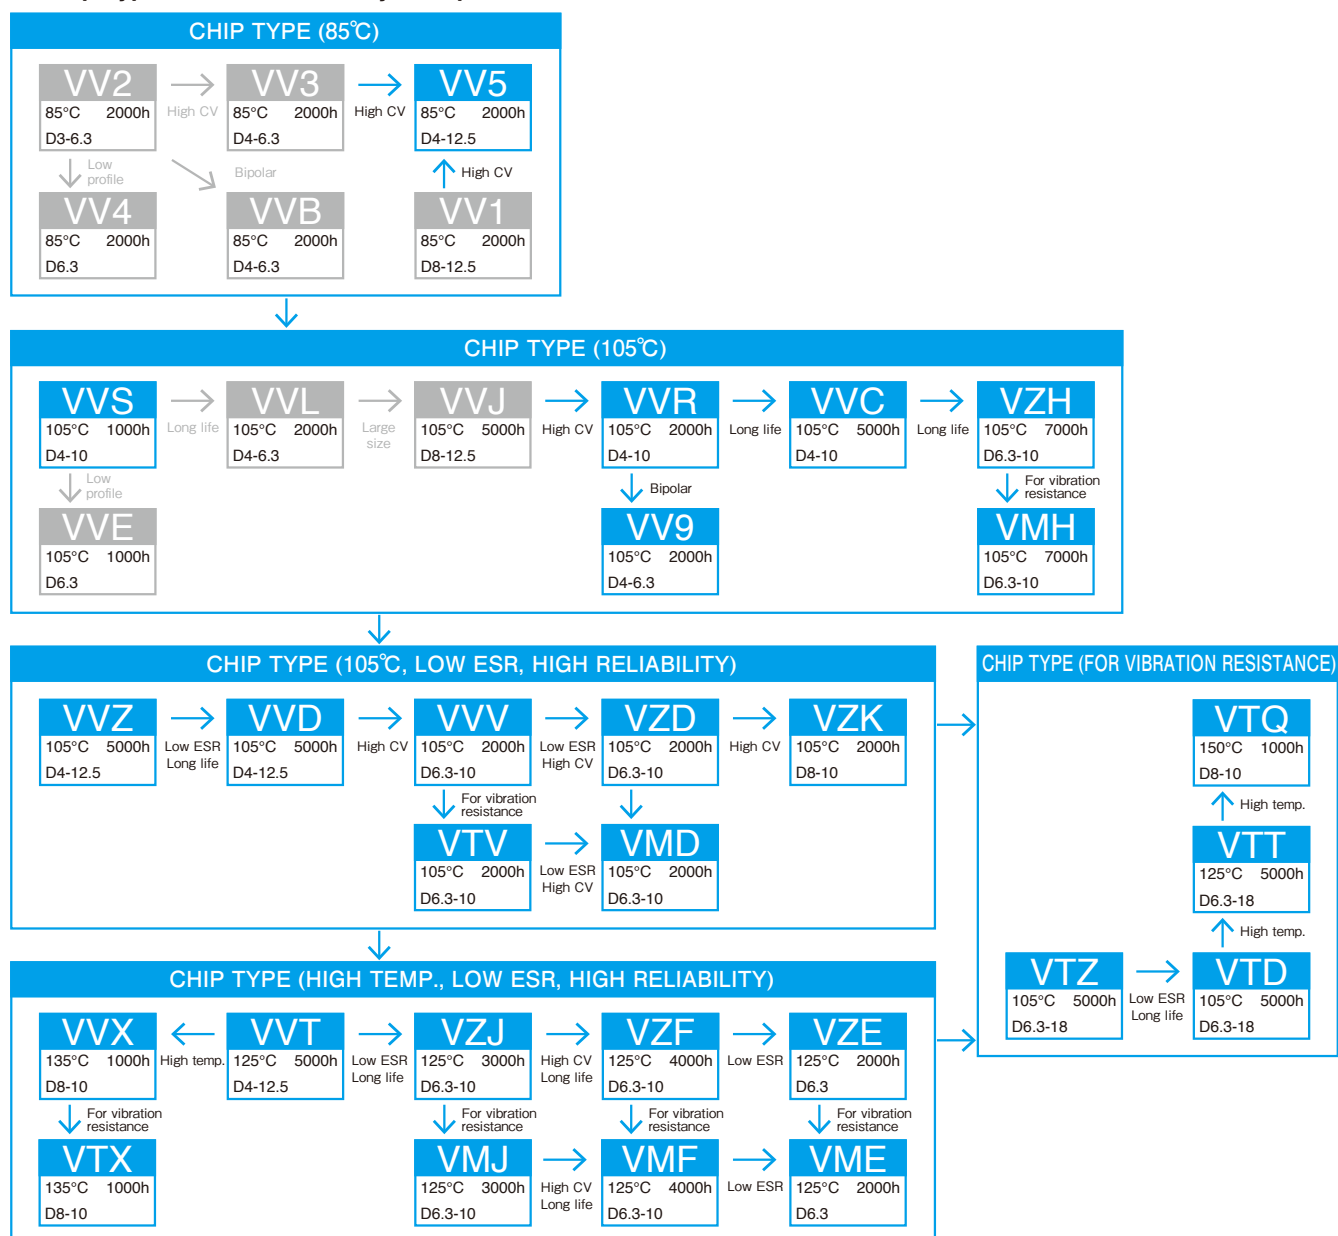 CHIP TYPE (85℃)
VV2
85°C 2000h
D3-6.3
High CV
VV3
85°C 2000h
D4-6.3
High CV
VV5
85°C 2000h
D4-12.5
Low
profile
Bipolar
High CV
VV4
85°C 2000h
D6.3
VVB
85°C 2000h
D4-6.3
VV1
85°C 2000h
D8-12.5
CHIP TYPE (105℃)
VVS
105°C 1000h
D4-10
Long life
VVL
105°C 2000h
D4-6.3
Large
size
VVJ
105°C 5000h
D8-12.5
High CV
VVR
105°C 2000h
D4-10
Long life
VVC
105°C 5000h
D4-10
Long life
VZH
105°C 7000h
D6.3-10
Low
profile
Bipolar
For vibration
resistance
VVE
105°C 1000h
D6.3
VV9
105°C 2000h
D4-6.3
VMH
105°C 7000h
D6.3-10
CHIP TYPE (105℃, LOW ESR, HIGH RELIABILITY)
VVZ
105°C 5000h
D4-12.5
Low ESR
Long life
VVD
105°C 5000h
D4-12.5
High CV
VVV
105°C 2000h
D6.3-10
Low ESR
High CV
VZD
105°C 2000h
D6.3-10
High CV
VZK
105°C 2000h
D8-10
For vibration
resistance
VTV
105°C 2000h
D6.3-10
Low ESR
High CV
VMD
105°C 2000h
D6.3-10
CHIP TYPE (FOR VIBRATION RESISTANCE)
VTQ
150°C 1000h
D8-10
High temp.
VTT
125°C 5000h
D6.3-18
High temp.
VTZ
105°C 5000h
D6.3-18
Low ESR
Long life
VTD
105°C 5000h
D6.3-18
CHIP TYPE (HIGH TEMP., LOW ESR, HIGH RELIABILITY)
VVX
135°C 1000h
D8-10
High temp.
VVT
125°C 5000h
D4-12.5
Low ESR
Long life
VZJ
125°C 3000h
D6.3-10
High CV
Long life
VZF
125°C 4000h
D6.3-10
Low ESR
VZE
125°C 2000h
D6.3
For vibration
resistance
For vibration
resistance
For vibration
resistance
For vibration
resistance
VTX
135°C 1000h
D8-10
VMJ
125°C 3000h
D6.3-10
High CV
Long life
VMF
125°C 4000h
D6.3-10
Low ESR
VME
125°C 2000h
D6.3